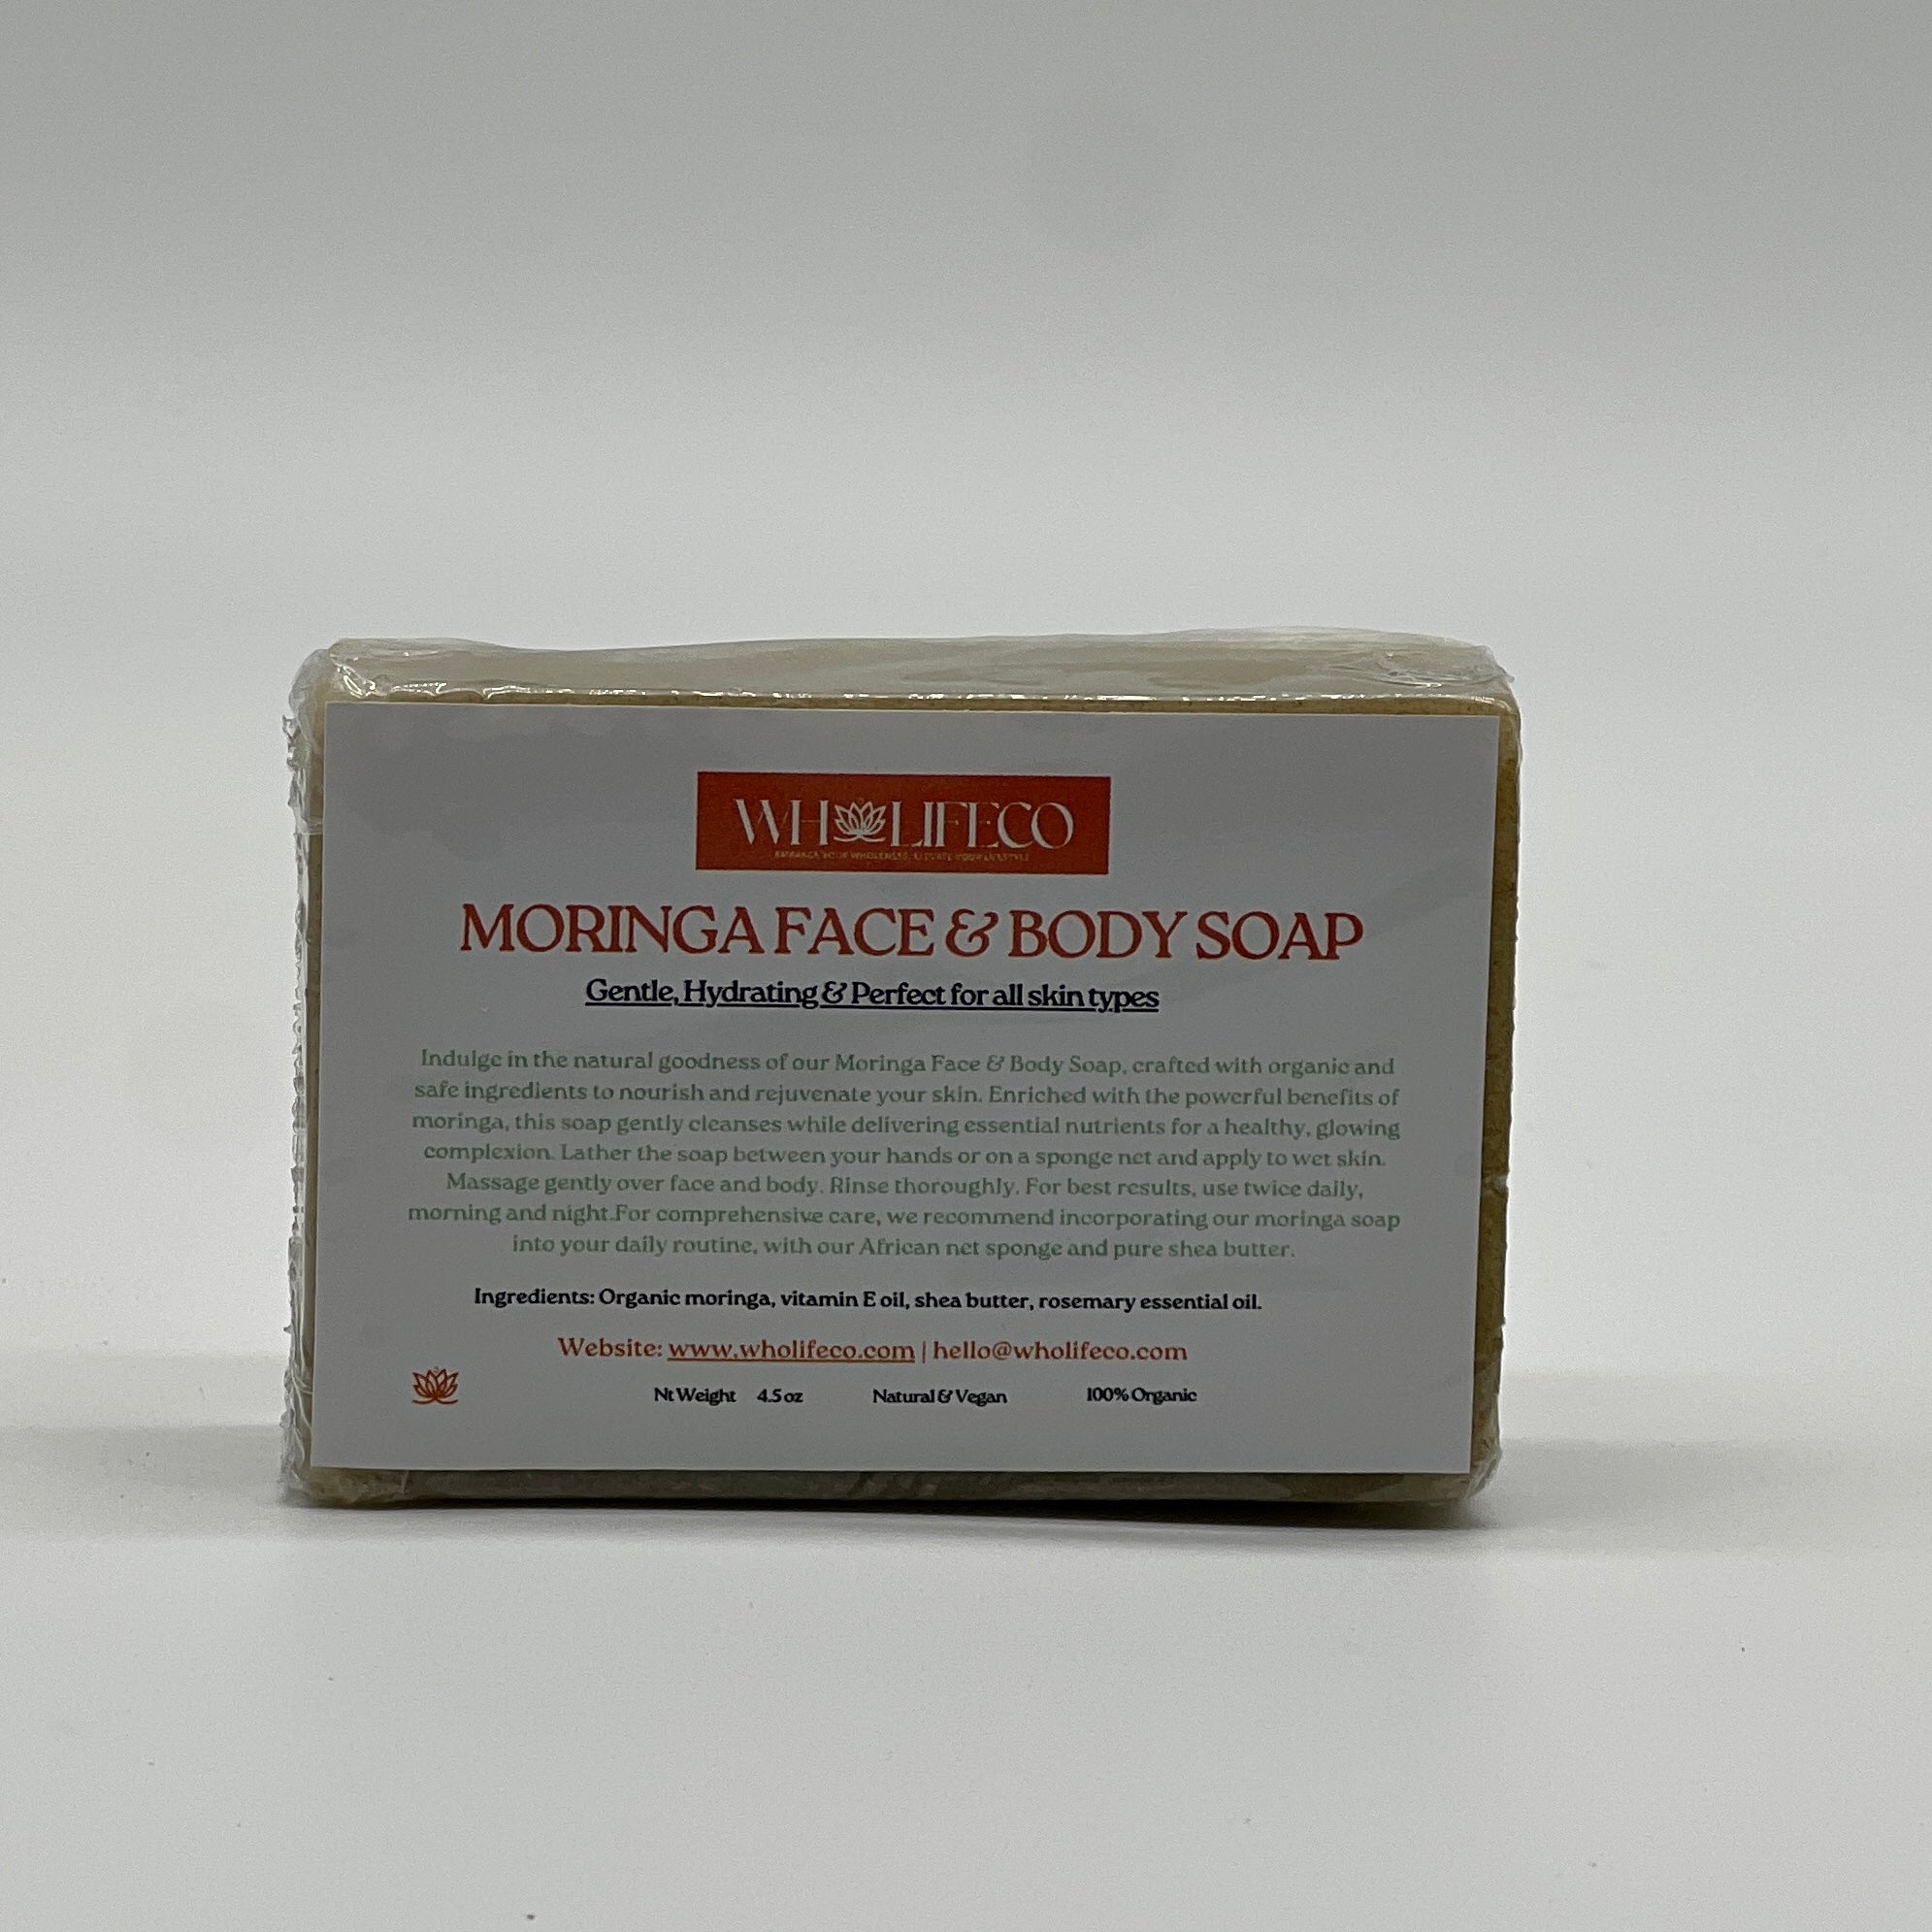 WHOLIFECO
EMBRACE YOUR WHOLENESS, ELEVATE YOUR LIFESTYLE
MORINGA FACE & BODY SOAP
Gentle, Hydrating & Perfect for all skin types
Indulge in the natural goodness of our Moringa Face & Body Soap, crafted with organic and
safe ingredients to nourish and rejuvenate your skin. Enriched with the powerful benefits of
moringa, this soap gently cleanses while delivering essential nutrients for a healthy, glowing
complexion. Lather the soap between your hands or on a sponge net and apply to wet skin.
Massage gently over face and body. Rinse thoroughly. For best results, use twice daily,
morning and night.For comprehensive care, we recommend incorporating our moringa soap
into your daily routine, with our African net sponge and pure shea butter.
Ingredients: Organic moringa, vitamin E oil, shea butter, rosemary essential oil.
Website: www.wholifeco.com | hello@wholifeco.com
Nt Weight 4.5 oz Natural & Vegan 100% Organic